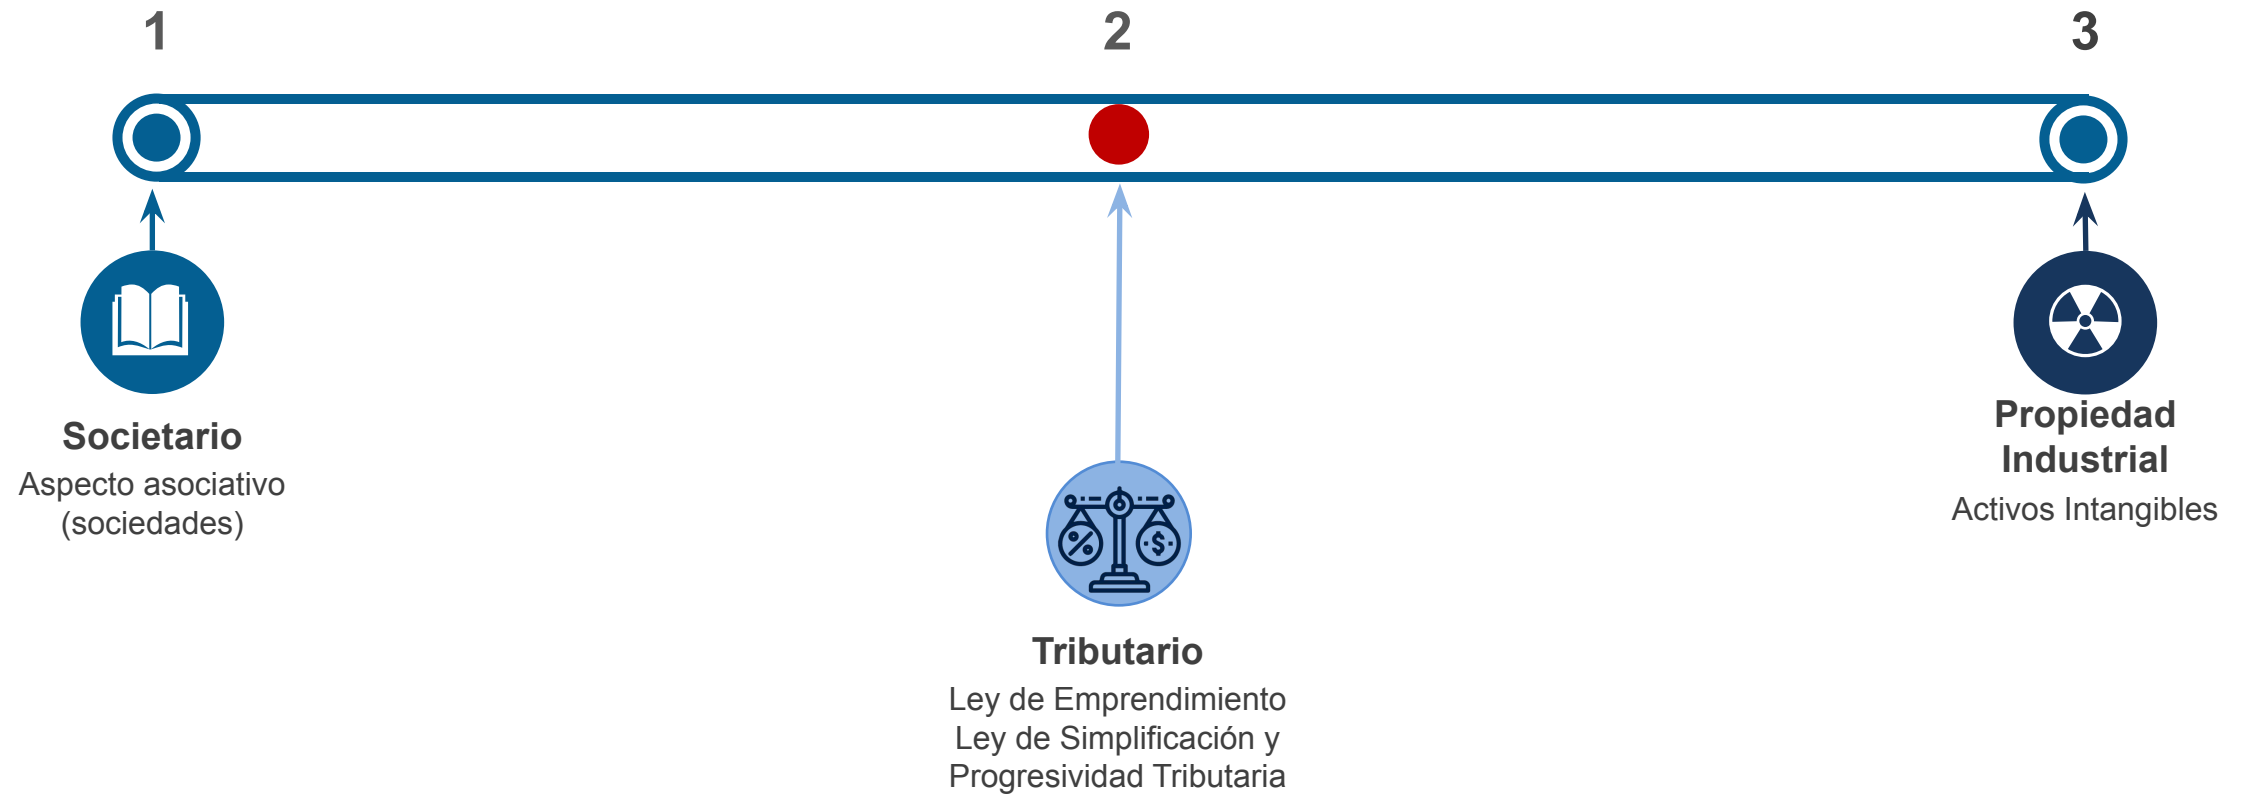 1
2
3
Societario
Aspecto asociativo
(sociedades)
Tributario
Ley de Emprendimiento
Ley de Simplificación y
Progresividad Tributaria
Propiedad
Industrial
Activos Intangibles